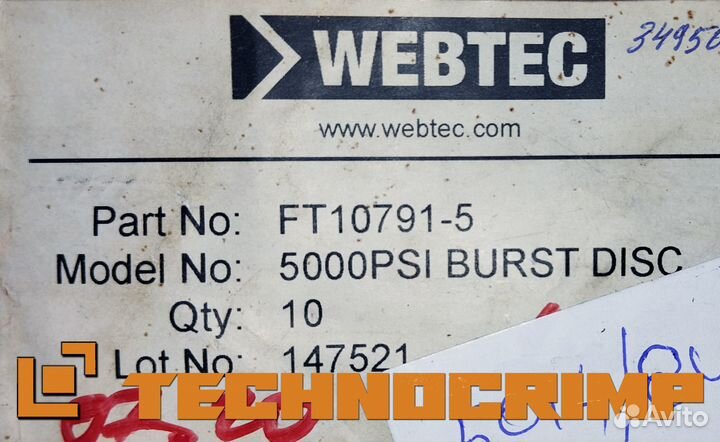 WEBTEC
www.webtec.com
Part No: FT10791-5
Model No: 5000PSI BURST DISC
Qty: 10
Lot No: 147521
TECHNOCRIMP
Avito